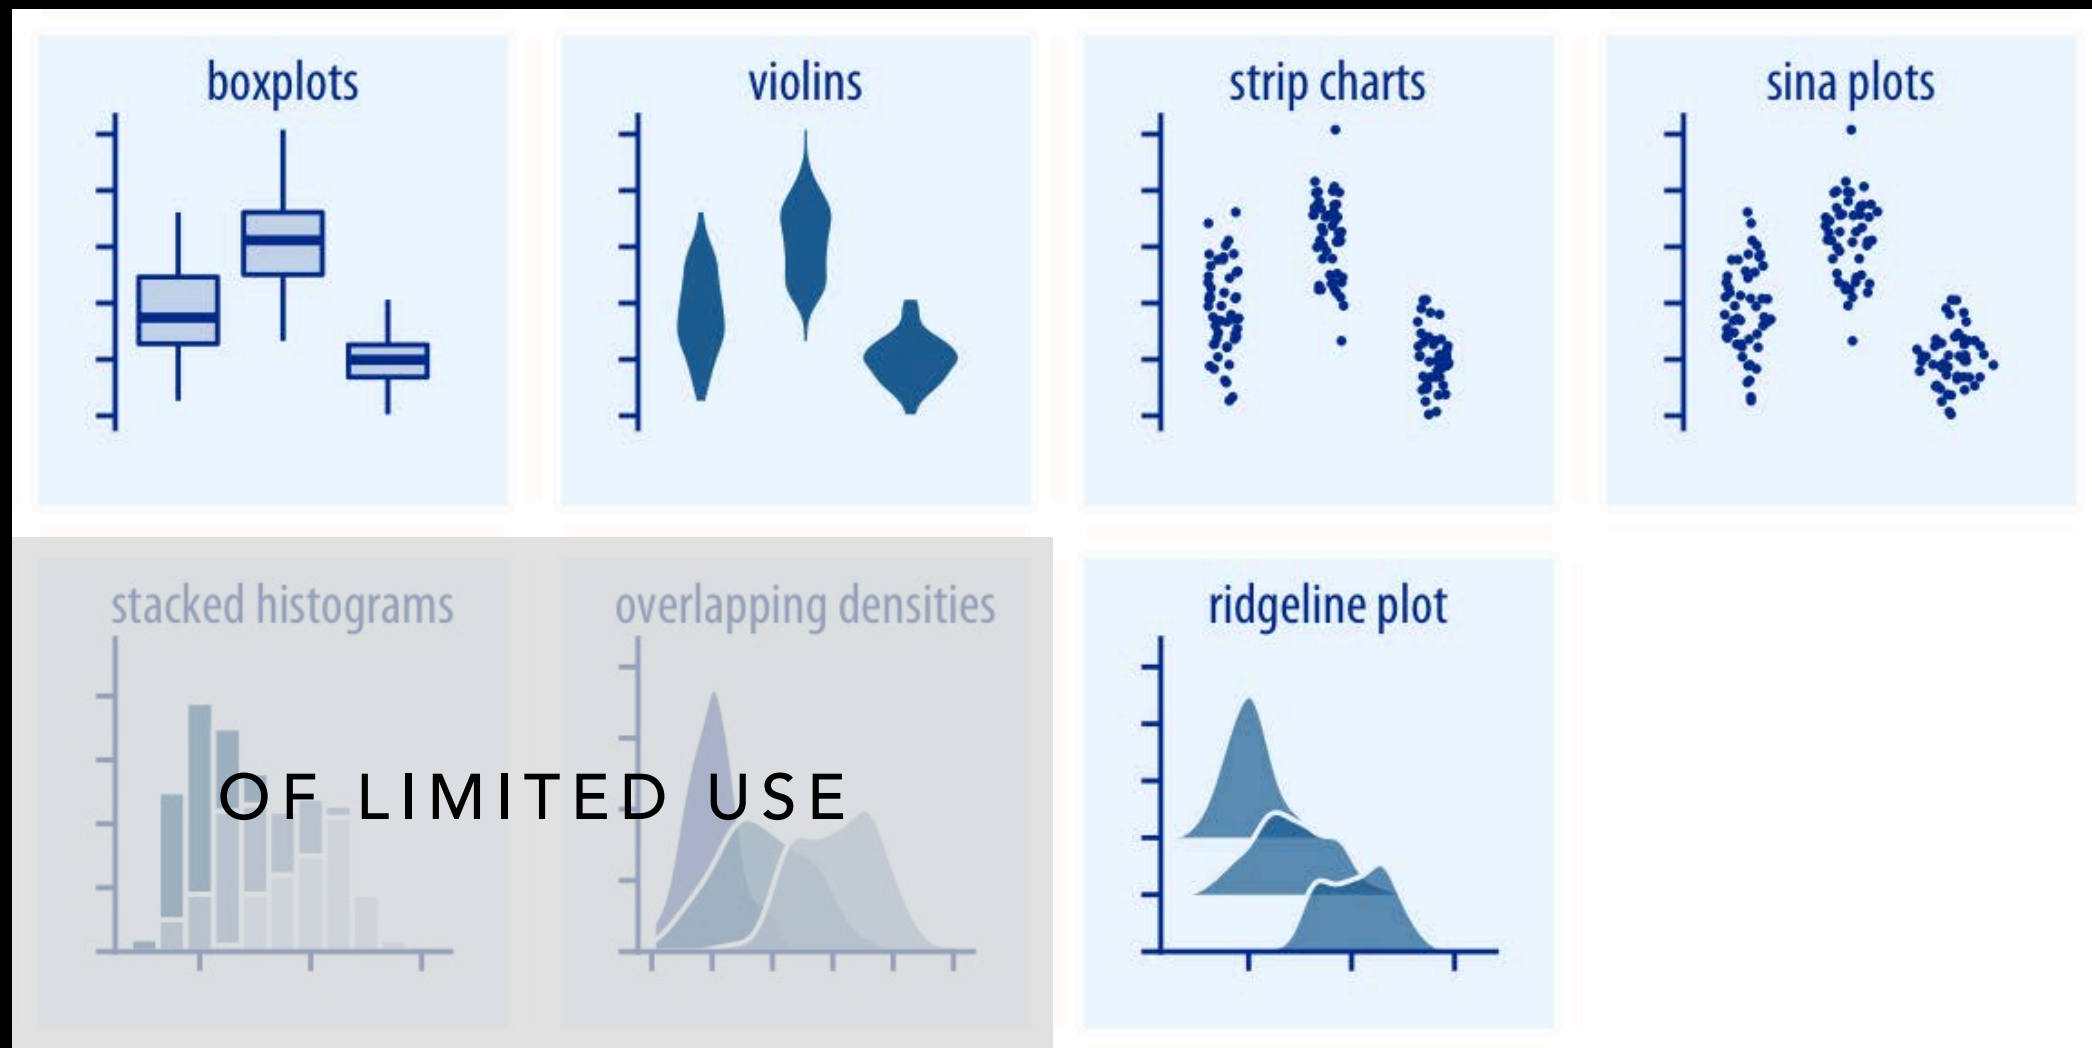 boxplots
violins
strip charts
sina plots
stacked histograms
overlapping densities
ridgeline plot
OF LIMITED USE